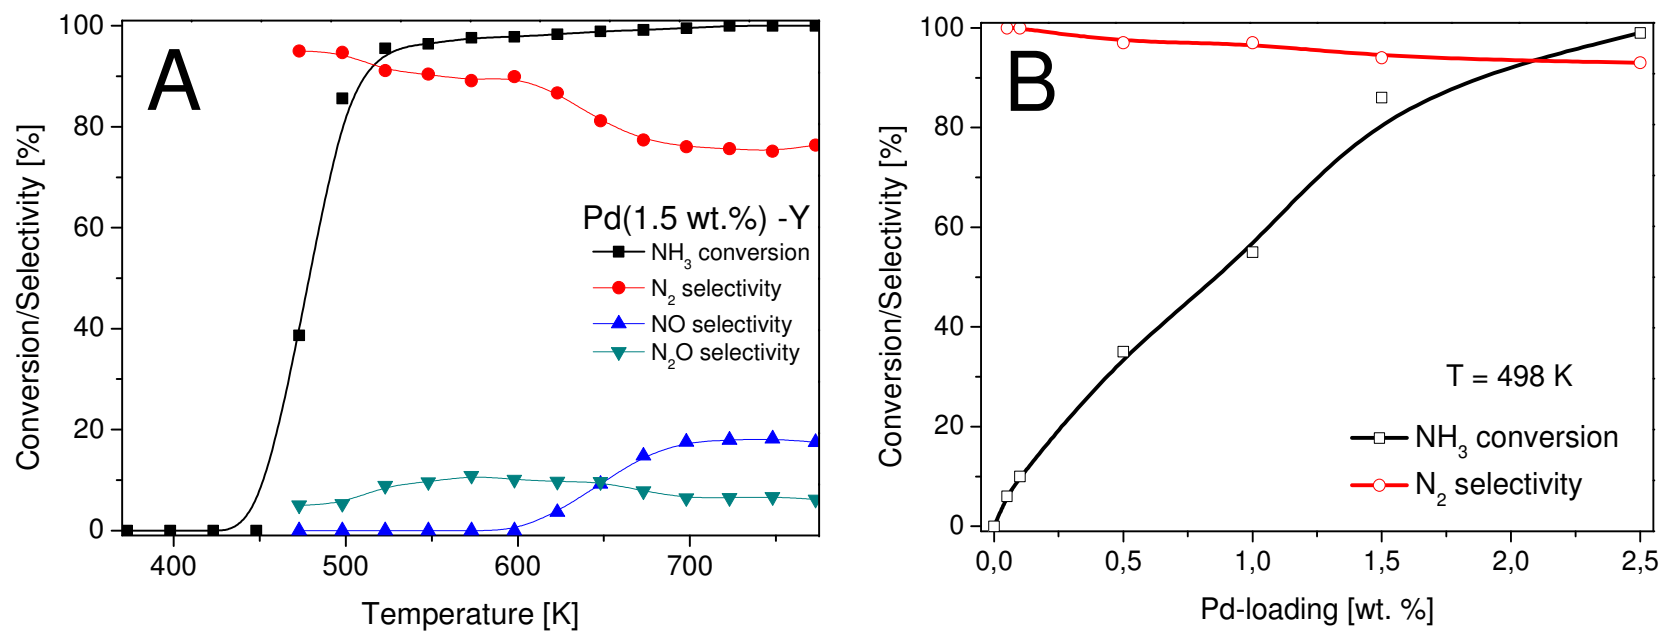 A
Conversion/Selectivity [%]
100
80
60
40
20
0
Pd(1.5 wt.%) -Y
NH3 conversion
N2 selectivity
NO selectivity
N2O selectivity
400 500 600 700
Temperature [K]
B
Conversion/Selectivity [%]
100
80
60
40
20
0
T = 498 K
NH3 conversion
N2 selectivity
0,0 0,5 1,0 1,5 2,0 2,5
Pd-loading [wt. %]